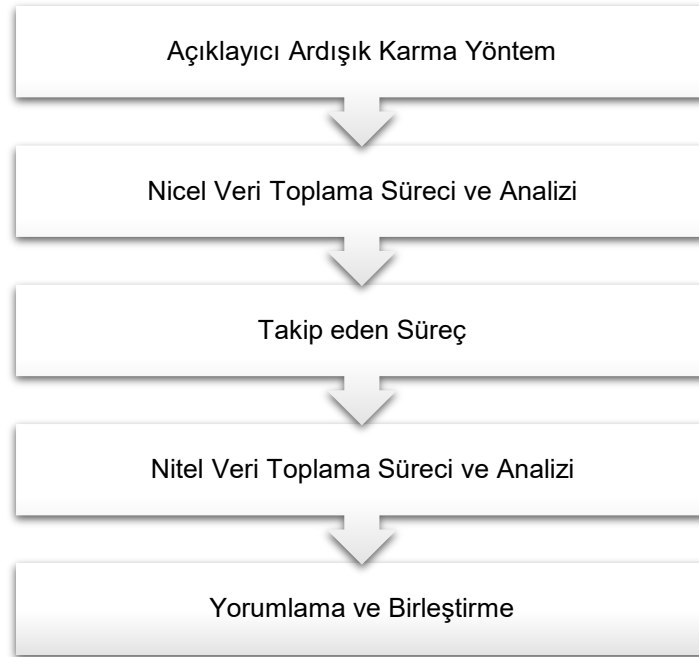 Açıklayıcı Ardışık Karma Yöntem
Nicel Veri Toplama Süreci ve Analizi
Takip eden Süreç
Nitel Veri Toplama Süreci ve Analizi
Yorumlama ve Birleştirme